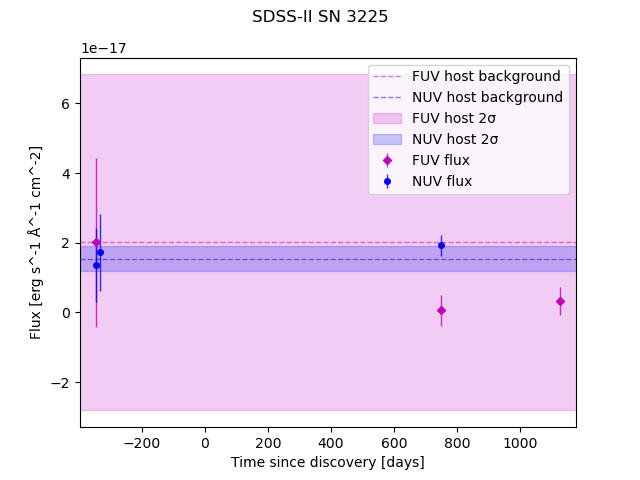 SDSS-II SN 3225
1e−17
FUV host background
NUV host background
FUV host 2σ
NUV host 2σ
FUV flux
NUV flux
6
4
2
0
−2
Flux [erg s^-1 Å^-1 cm^-2]
−200 0 200 400 600 800 1000
Time since discovery [days]